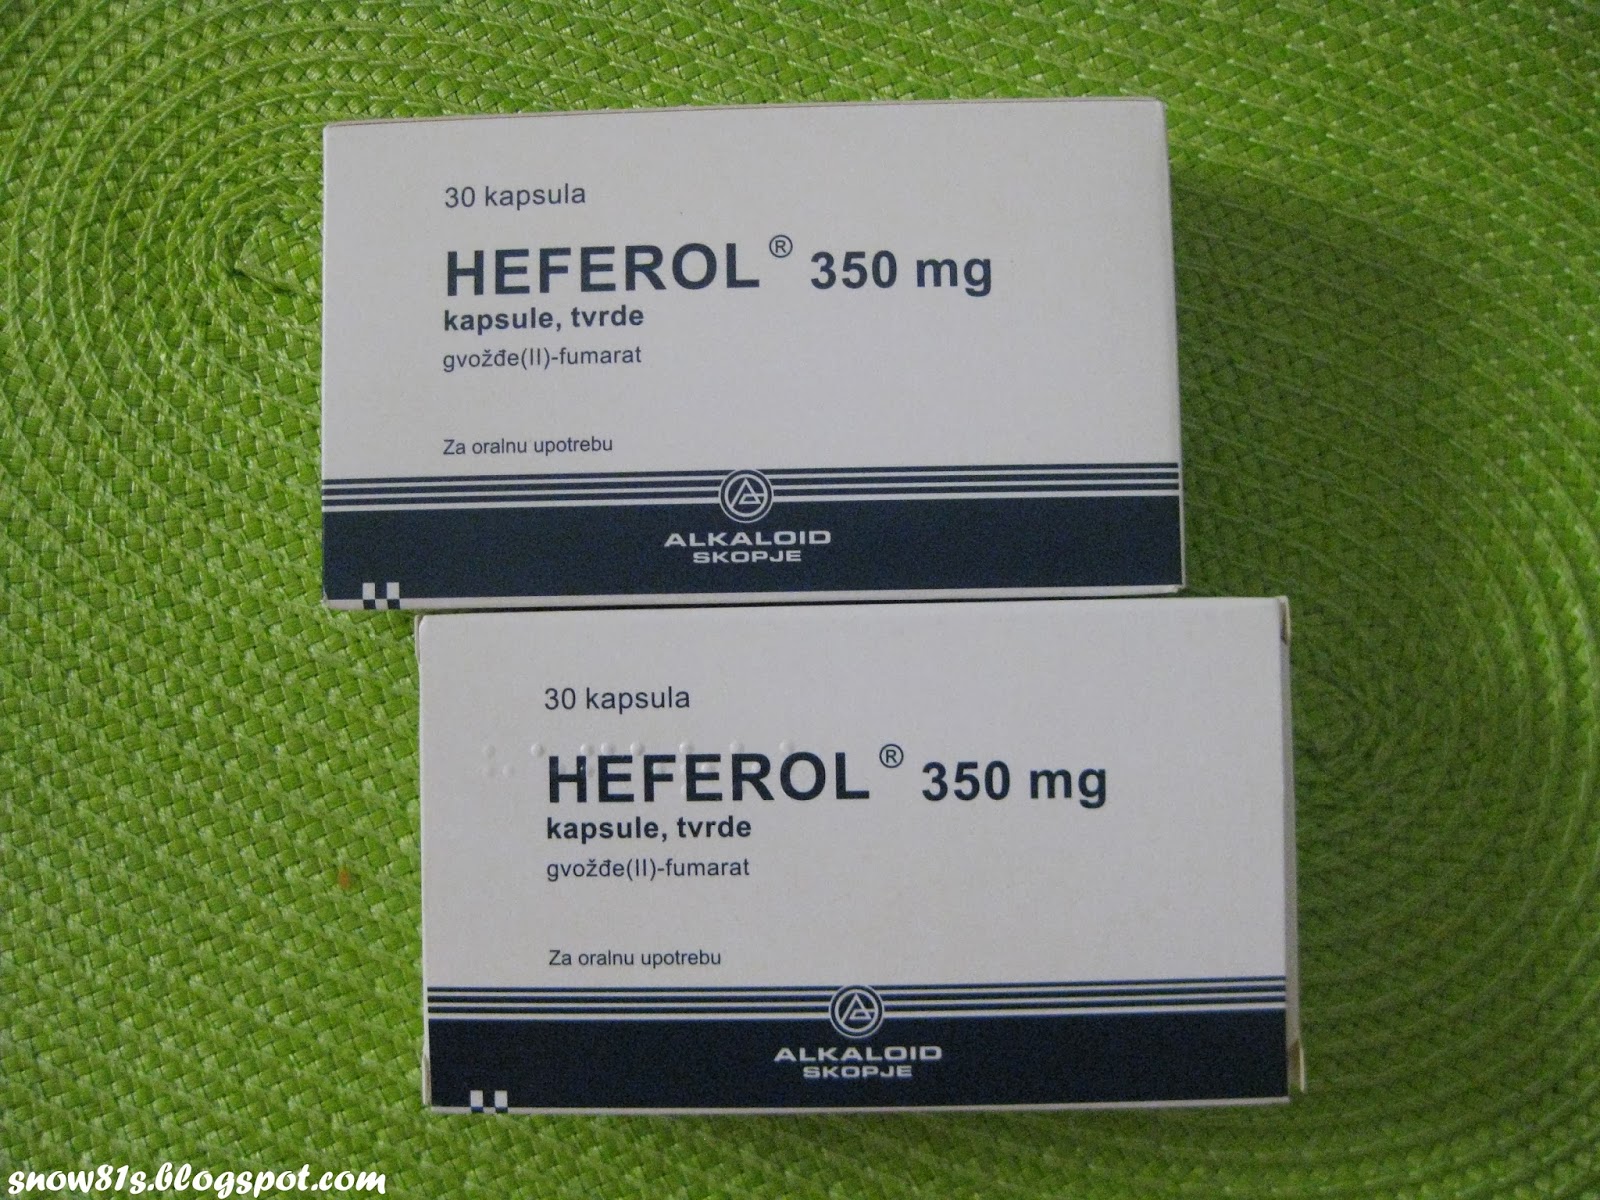 30 kapsula
HEFEROL® 350 mg
kapsule, tvrde
gvožđe(II)-fumarat
Za oralnu upotrebu
ALKALOID
SKOPJE
30 kapsula
HEFEROL® 350 mg
kapsule, tvrde
gvožđe(II)-fumarat
Za oralnu upotrebu
ALKALOID
SKOPJE
snow81s.blogspot.com